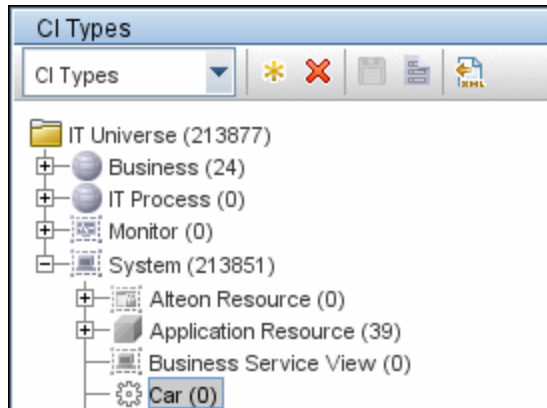 CI Types
CI Types
XML
IT Universe (213877)
Business (24)
IT Process (0)
Monitor (0)
System (213851)
Alteon Resource (0)
Application Resource (39)
Business Service View (0)
Car (0)